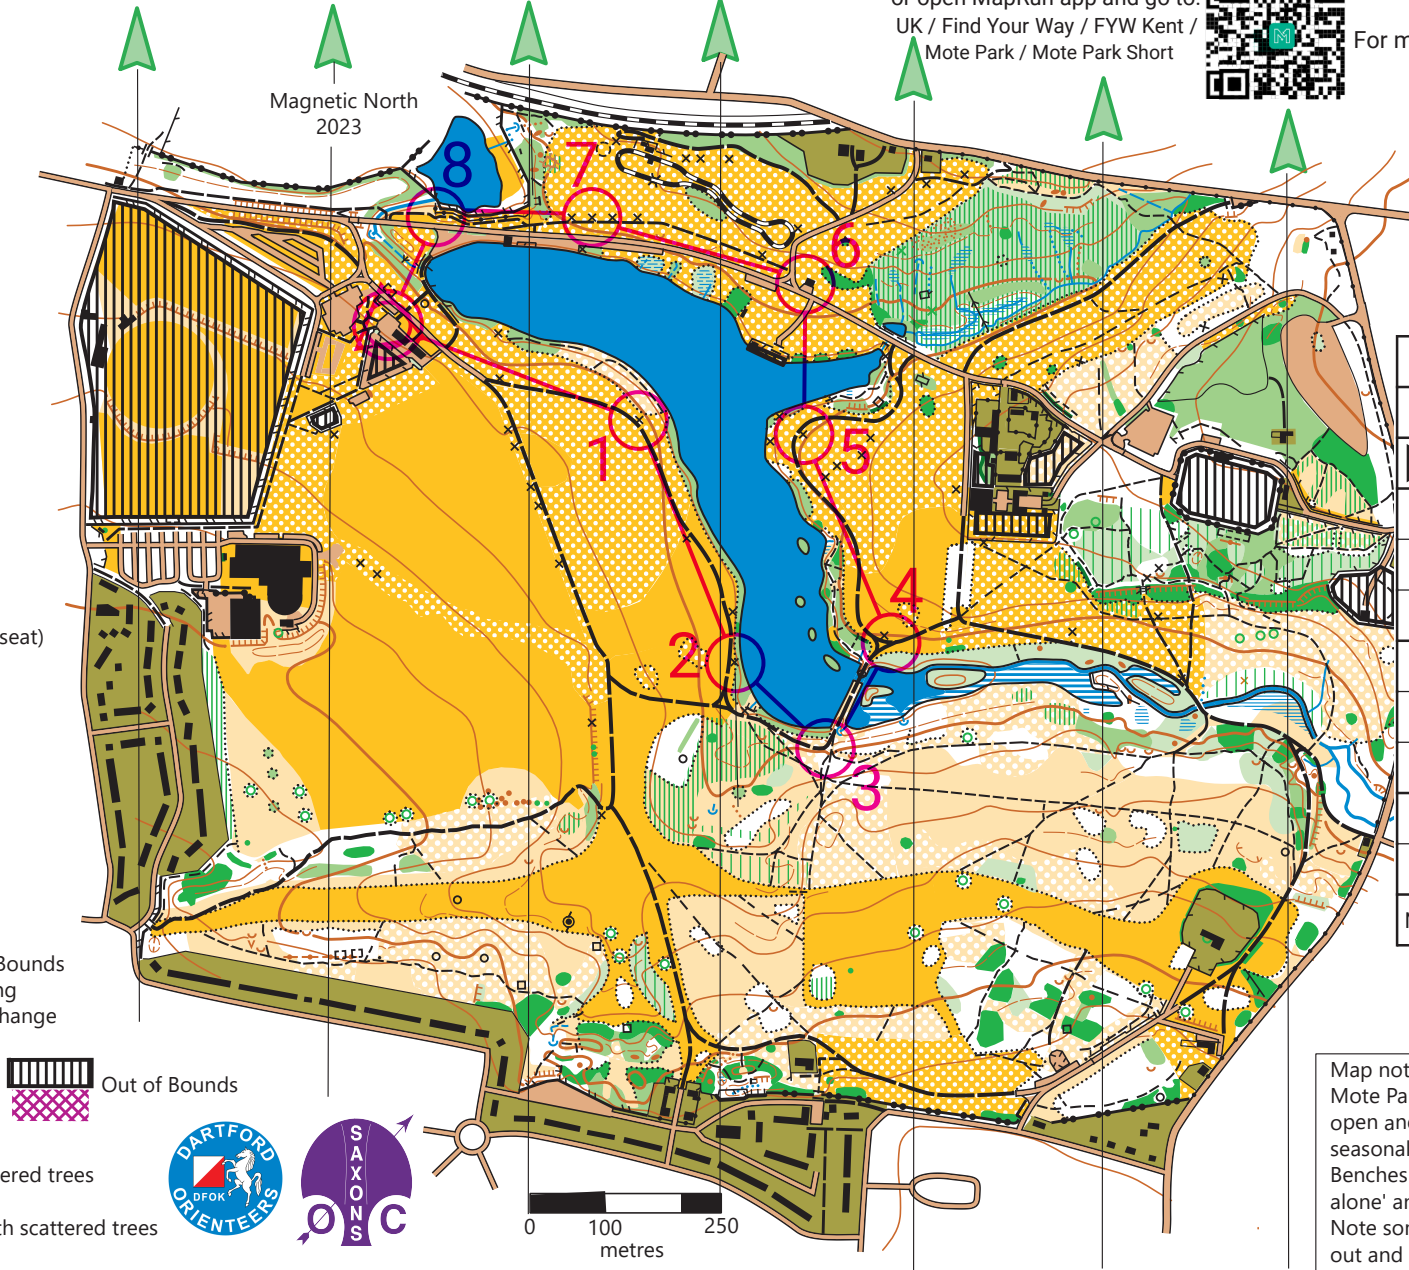 or open MapRun app and go to:
UK / Find Your Way / FYW Kent /
Mote Park / Mote Park Short
For m
Magnetic North
2023
8
7
6
1
5
4
2
3
seat)
Bounds
ng
hange
Out of Bounds
ered trees
th scattered trees
DARTFORD
DFOK
ORIENTEERS
SAXONS
O C
0 100 250
metres
Map not
Mote Pa
open and
seasonal
Benches
alone' ar
Note son
out and